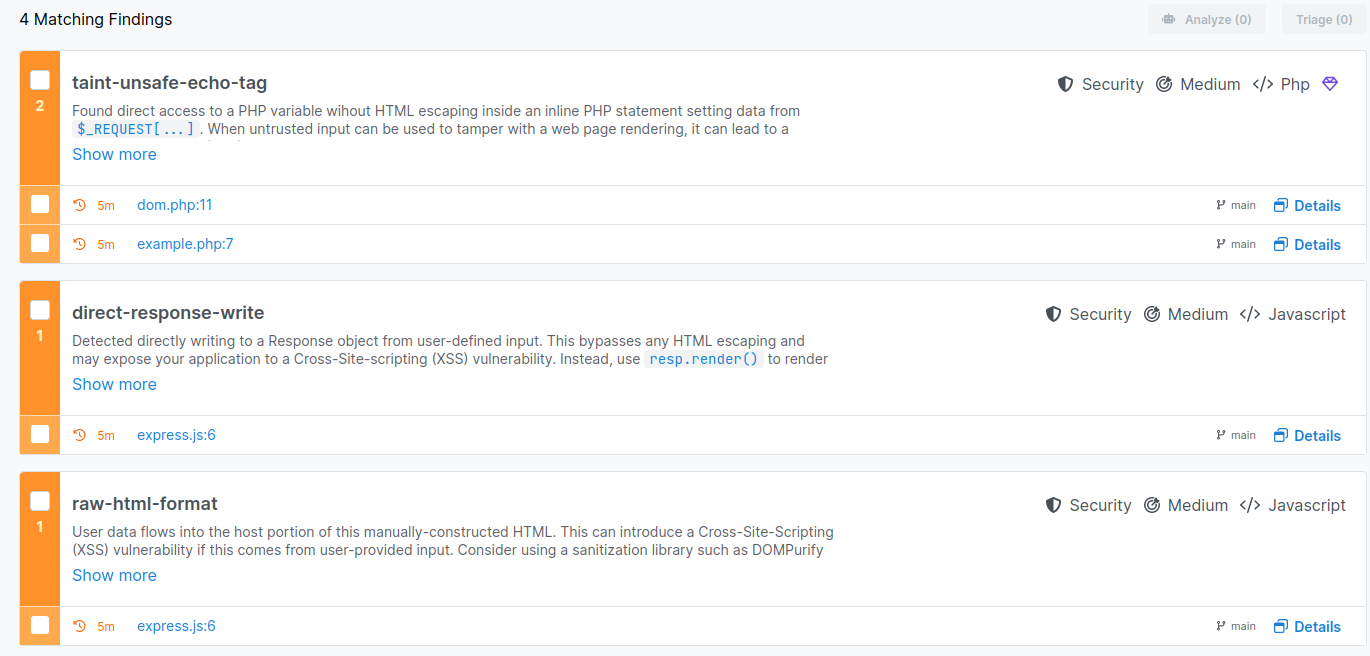 4 Matching Findings
Analyze (0) Triage (0)
taint-unsafe-echo-tag
Security Medium </> Php
2
Found direct access to a PHP variable wihout HTML escaping inside an inline PHP statement setting data from
$_REQUEST[...]. When untrusted input can be used to tamper with a web page rendering, it can lead to a
Show more
5m dom.php:11 main Details
5m example.php:7 main Details
direct-response-write
Security Medium </> Javascript
1
Detected directly writing to a Response object from user-defined input. This bypasses any HTML escaping and
may expose your application to a Cross-Site-scripting (XSS) vulnerability. Instead, use resp.render() to render
Show more
5m express.js:6 main Details
raw-html-format
Security Medium </> Javascript
1
User data flows into the host portion of this manually-constructed HTML. This can introduce a Cross-Site-Scripting
(XSS) vulnerability if this comes from user-provided input. Consider using a sanitization library such as DOMPurify
Show more
5m express.js:6 main Details